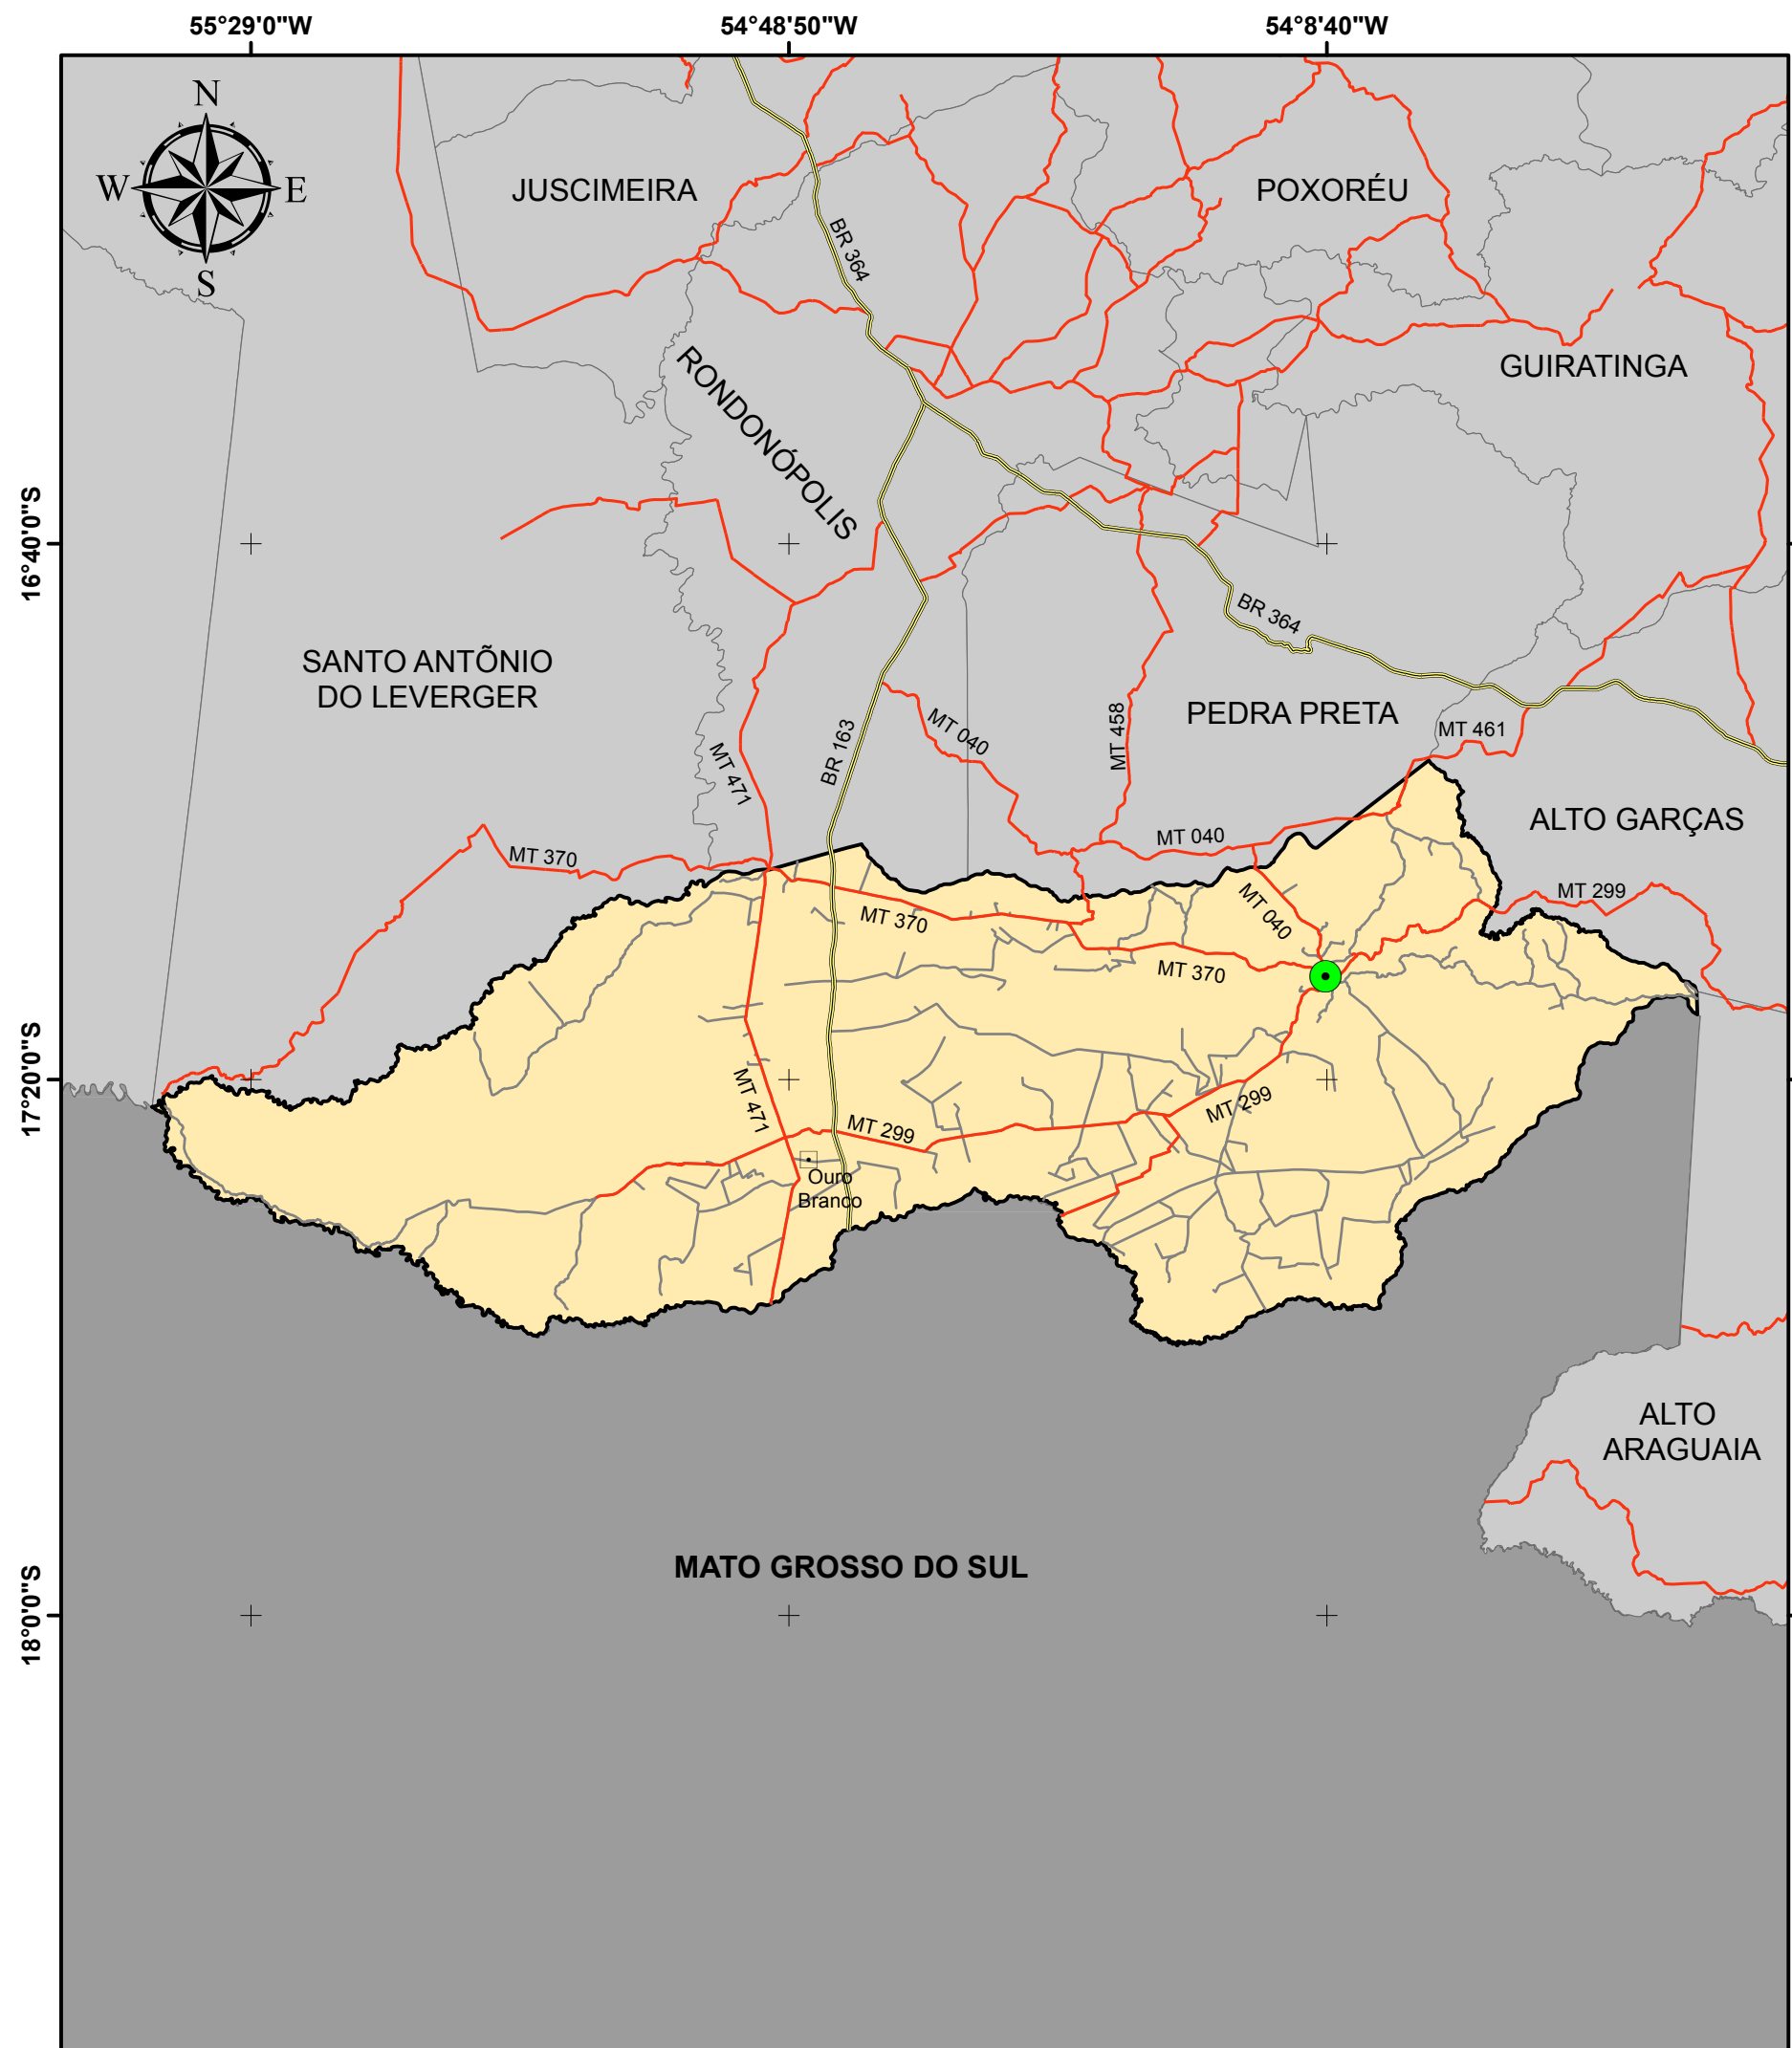 55°29'0"W
54°48'50"W
54°8'40"W
N
W
E
S
JUSCIMEIRA
POXORÉU
BR 364
GUIRATINGA
RONDONÓPOLIS
16°40'0"S
BR 364
SANTO ANTÕNIO
DO LEVERGER
MT 040
MT 458
PEDRA PRETA
MT 461
BR 163
MT 471
ALTO GARÇAS
MT 370
MT 040
MT 299
MT 040
MT 370
MT 370
17°20'0"S
MT 471
MT 299
MT 299
Ouro
Branco
ALTO
ARAGUAIA
MATO GROSSO DO SUL
18°0'0"S